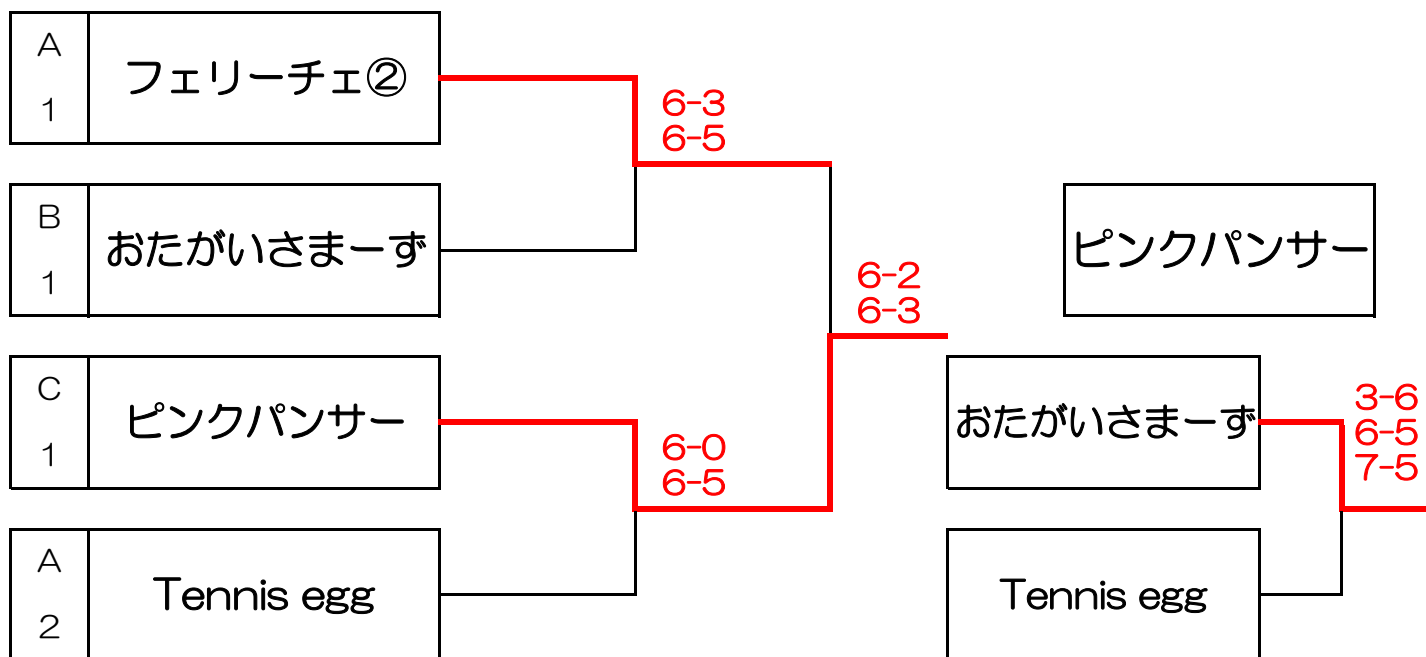 A
1
フェリーチェ②
6-3
6-5
B
1
おたがいさまーず
ピンクパンサー
6-2
6-3
C
1
ピンクパンサー
6-0
6-5
おたがいさまーず
3-6
6-5
7-5
A
2
Tennis egg
Tennis egg